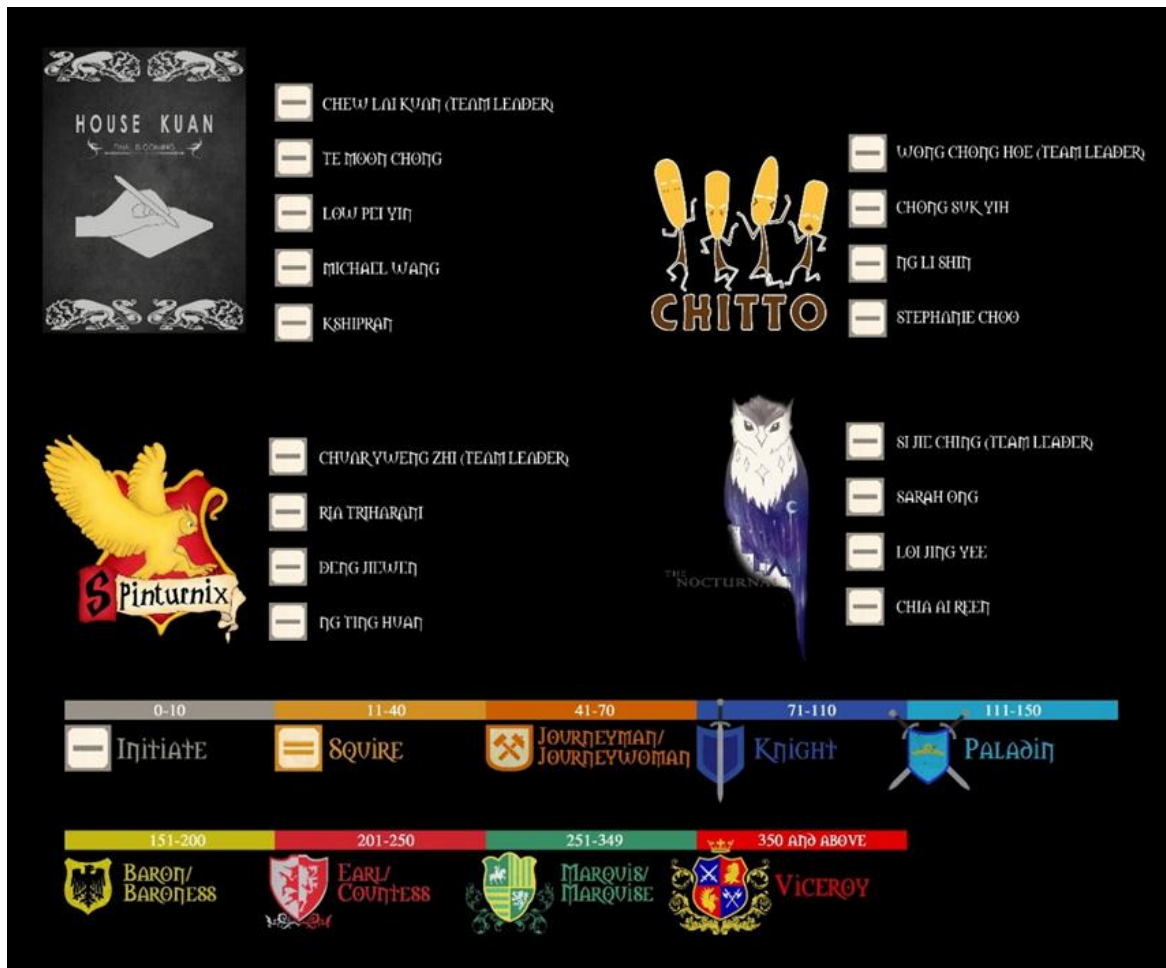 HOUSE KUAN
CHEW LAI KUAN (TEAM LEADER)
TE MOON CHONG
LOW PEI YIN
MICHAEL WANG
KSHIPRAN
CHITTO
WONG CHONG HOE (TEAM LEADER)
CHONG SUK YIH
NG LI SHIN
STEPHANIE CHOO
SPinturnix
CHUAR YWENG ZHI (TEAM LEADER)
RIA TRIHARANI
DENG JIEWEN
NG TING HUAN
THE
NOCTURNAL
SI JIE CHING (TEAM LEADER)
SARAH ONG
LOI JING YEE
CHIA AI REEN
0-10 11-40 41-70 71-110 111-150
INITIATE
SQUIRE
JOURNEYMAN/
JOURNEYWOMAN
KNIGHT
PALADIN
151-200 201-250 251-349 350 AND ABOVE
BARON/
BARONESS
EARL/
COUNTESS
MARQUIS/
MARQUISE
VICEROY